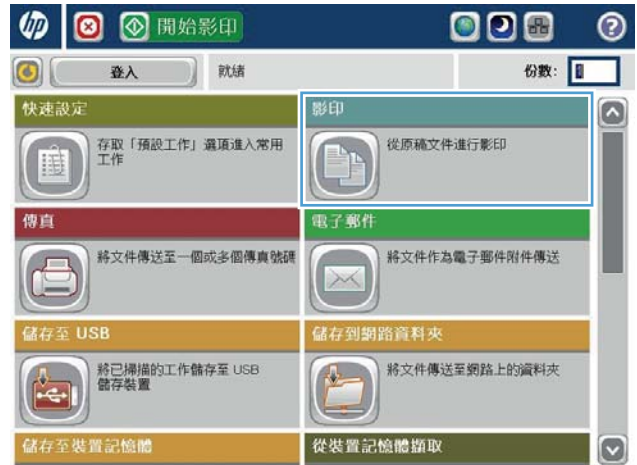 hp 開始影印 ?
登入 就緒 份數: 1
快速設定 影印
存取「預設工作」選項進入常用
工作
從原稿文件進行影印
傳真 電子郵件
將文件傳送至一個或多個傳真號碼
將文件作為電子郵件附件傳送
儲存至 USB 儲存到網路資料夾
將已掃描的工作儲存至 USB
儲存裝置
將文件傳送至網路上的資料夾
儲存至裝置記憶體 從裝置記憶體擷取